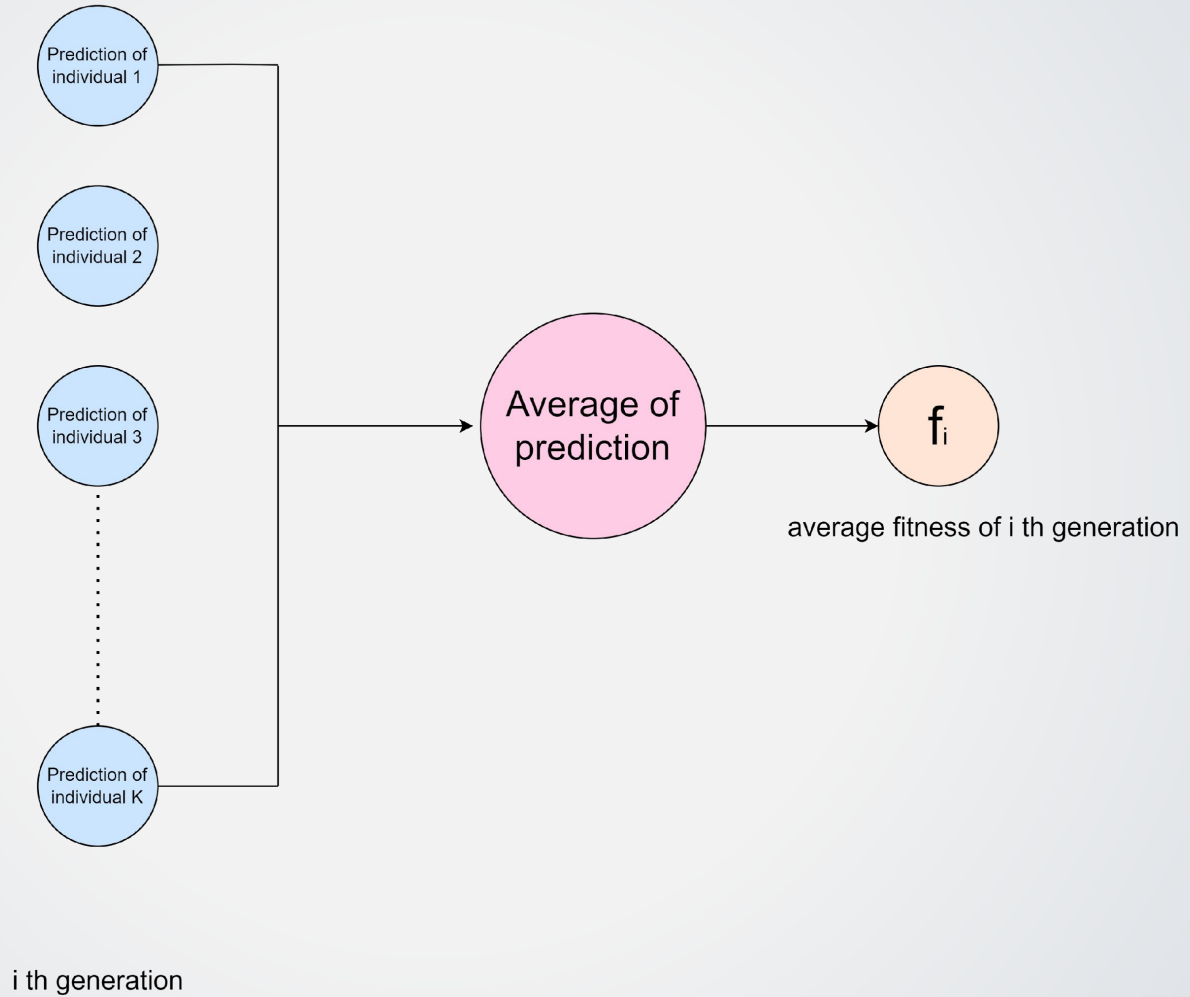 Prediction of
individual 1
Prediction of
individual 2
Prediction of
individual 3
Prediction of
individual K
Average of
prediction
fi
average fitness of i th generation
i th generation